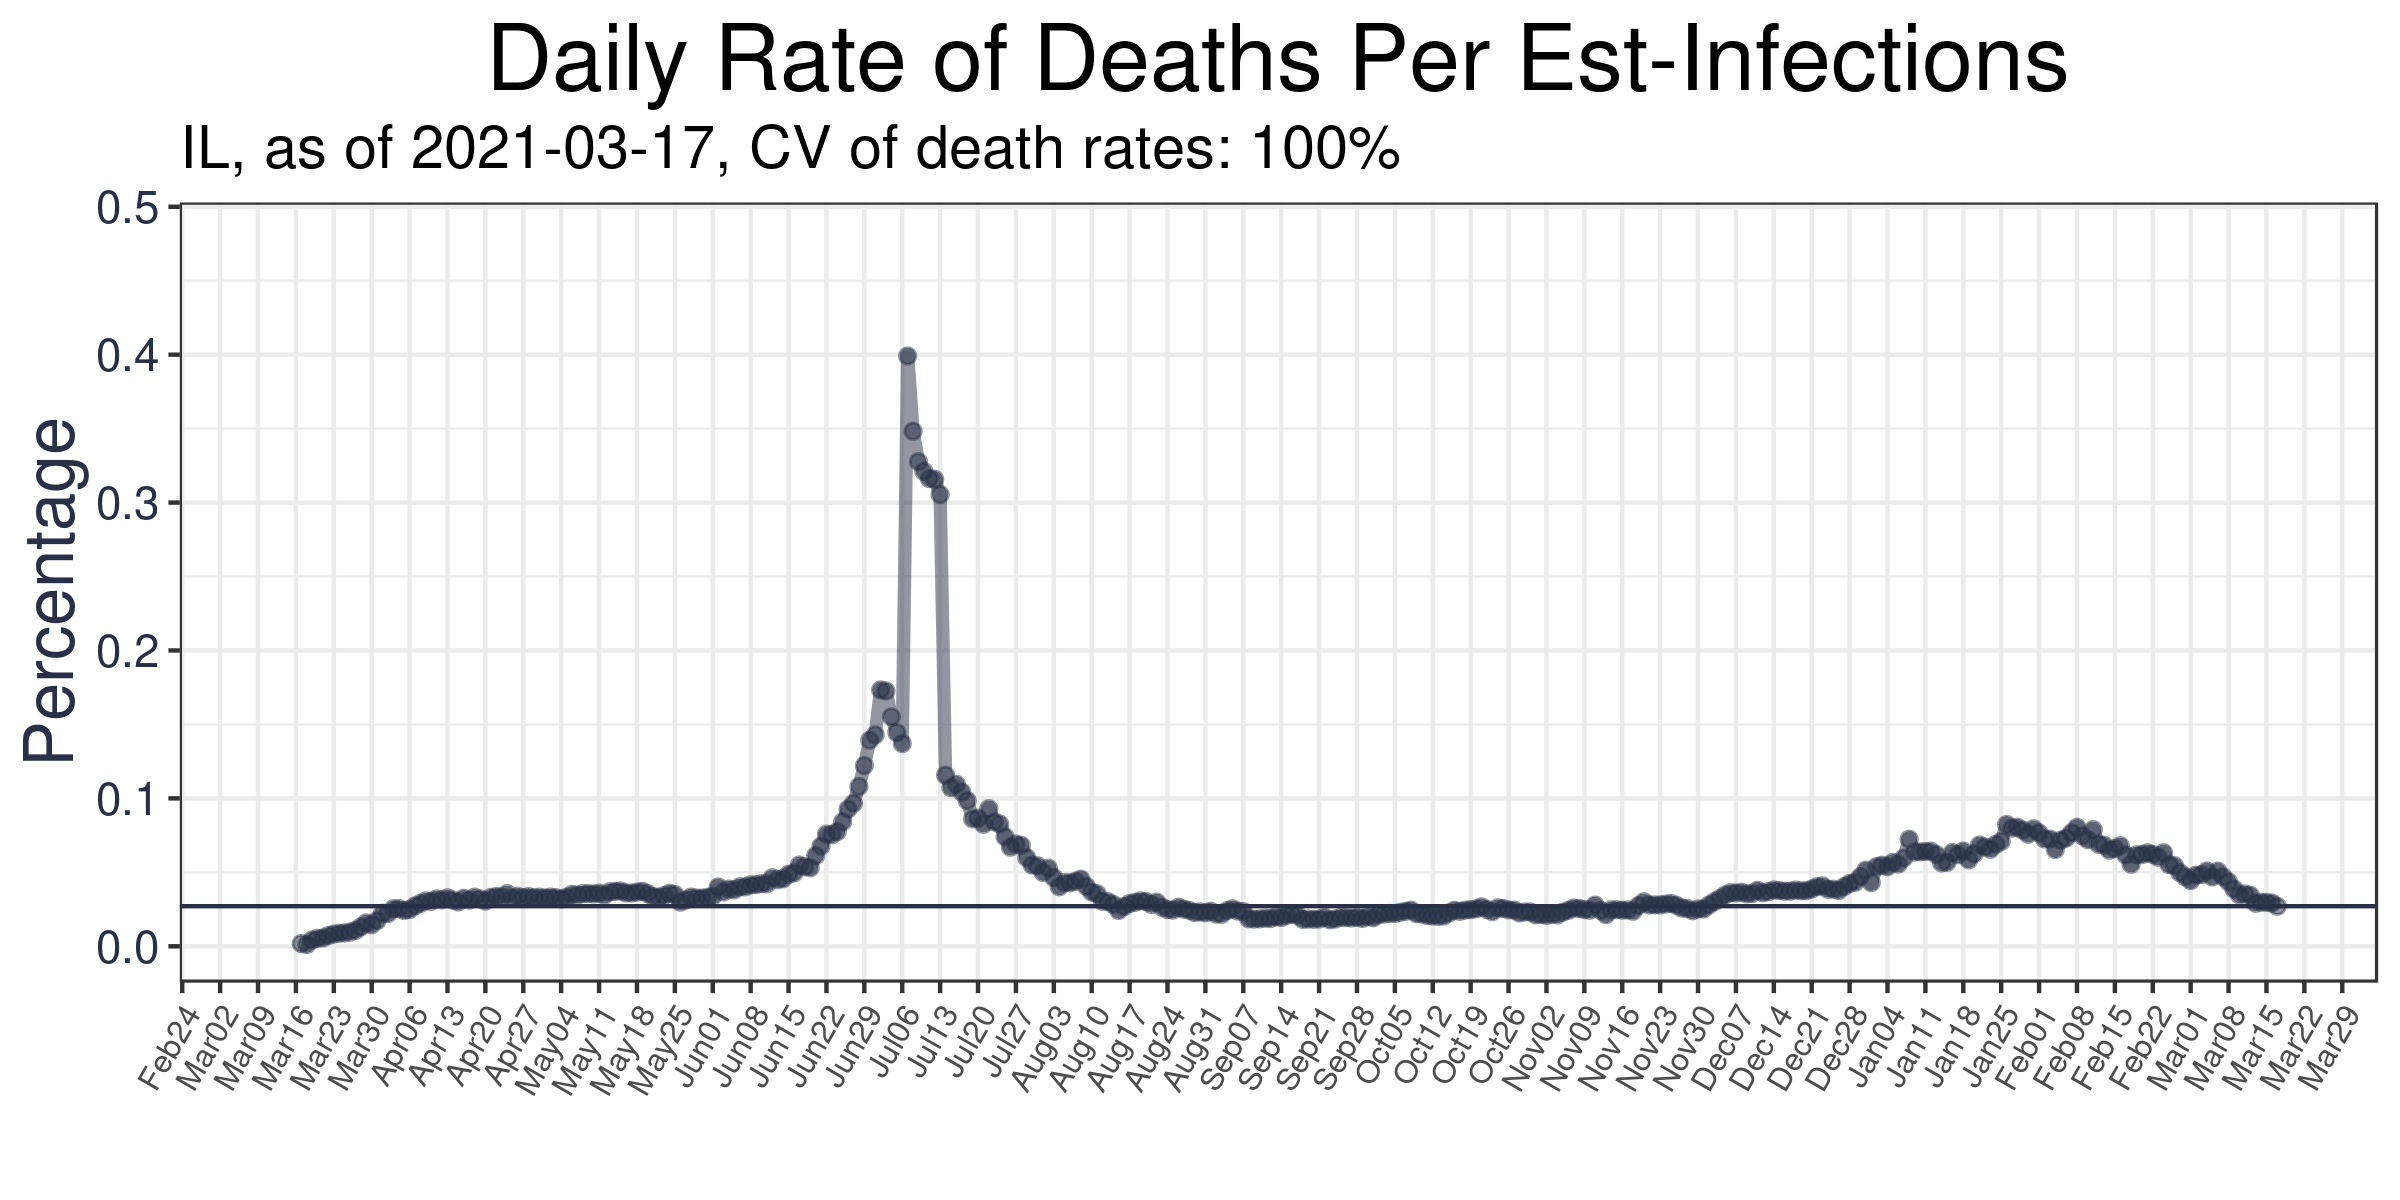 Daily Rate of Deaths Per Est-Infections
IL, as of 2021-03-17, CV of death rates: 100%
Percentage
0.5
0.4
0.3
0.2
0.1
0.0
Feb24
Mar02
Mar09
Mar16
Mar23
Mar30
Apr06
Apr13
Apr20
Apr27
May04
May11
May18
May25
Jun01
Jun08
Jun15
Jun22
Jun29
Jul06
Jul13
Jul20
Jul27
Aug03
Aug10
Aug17
Aug24
Aug31
Sep07
Sep14
Sep21
Sep28
Oct05
Oct12
Oct19
Oct26
Nov02
Nov09
Nov16
Nov23
Nov30
Dec07
Dec14
Dec21
Dec28
Jan04
Jan11
Jan18
Jan25
Feb01
Feb08
Feb15
Feb22
Mar01
Mar08
Mar15
Mar22
Mar29